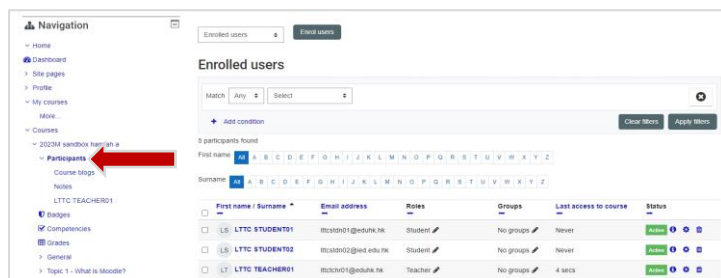 Navigation
Home
Dashboard
Site pages
Profile
My courses
More...
Courses
2023M sandbox hannah a
Participants
Course blogs
Notes
LTTC TEACHER01
Badges
Competencies
Grades
General
Topic 1 - What is Moodle?
Enrolled users
Enrol users
Enrolled users
Match Any Select
+ Add condition
Clear filters Apply filters
5 participants found
First name All A B C D E F G H I J K L M N O P Q R S T U V W X Y Z
Surname All A B C D E F G H I J K L M N O P Q R S T U V W X Y Z
First name / Surname Email address Roles Groups Last access to course Status
LS LTTC STUDENT01 lttcstdn01@eduhk.hk Student No groups Never Active
LS LTTC STUDENT02 lttcstdn02@ied.edu.hk Student No groups Never Active
LT LTTC TEACHER01 lttctchr01@eduhk.hk Teacher No groups 4 secs Active